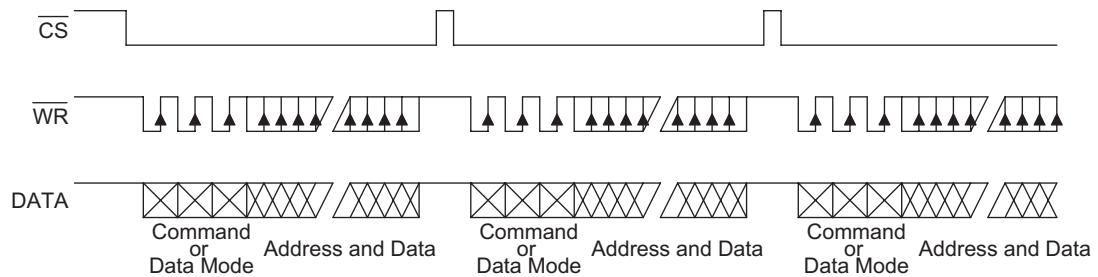 CS
WR
DATA
Command
or
Data Mode
Address and Data
Command
or
Data Mode
Address and Data
Command
or
Data Mode
Address and Data